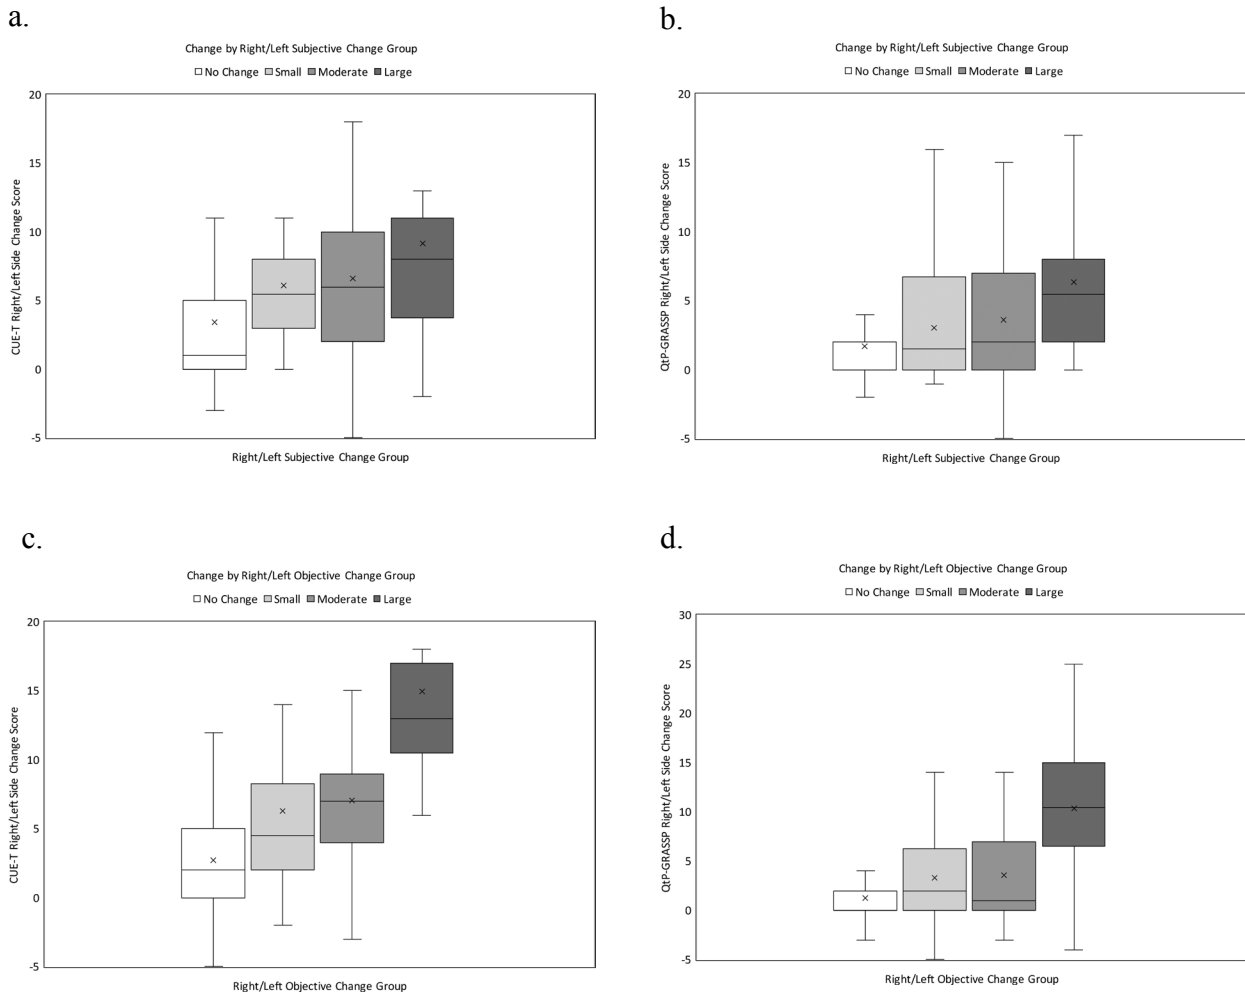 a.
Change by Right/Left Subjective Change Group
No Change Small Moderate Large
20
15
10
5
0
-5
CUE-T Right/Left Side Change Score
Right/Left Subjective Change Group
b.
Change by Right/Left Subjective Change Group
No Change Small Moderate Large
20
15
10
5
0
-5
QtP-GRASSP Right/Left Side Change Score
Right/Left Subjective Change Group
c.
Change by Right/Left Objective Change Group
No Change Small Moderate Large
20
15
10
5
0
-5
CUE-T Right/Left Side Change Score
Right/Left Objective Change Group
d.
Change by Right/Left Objective Change Group
No Change Small Moderate Large
30
25
20
15
10
5
0
-5
QtP-GRASSP Right/Left Side Change Score
Right/Left Objective Change Group